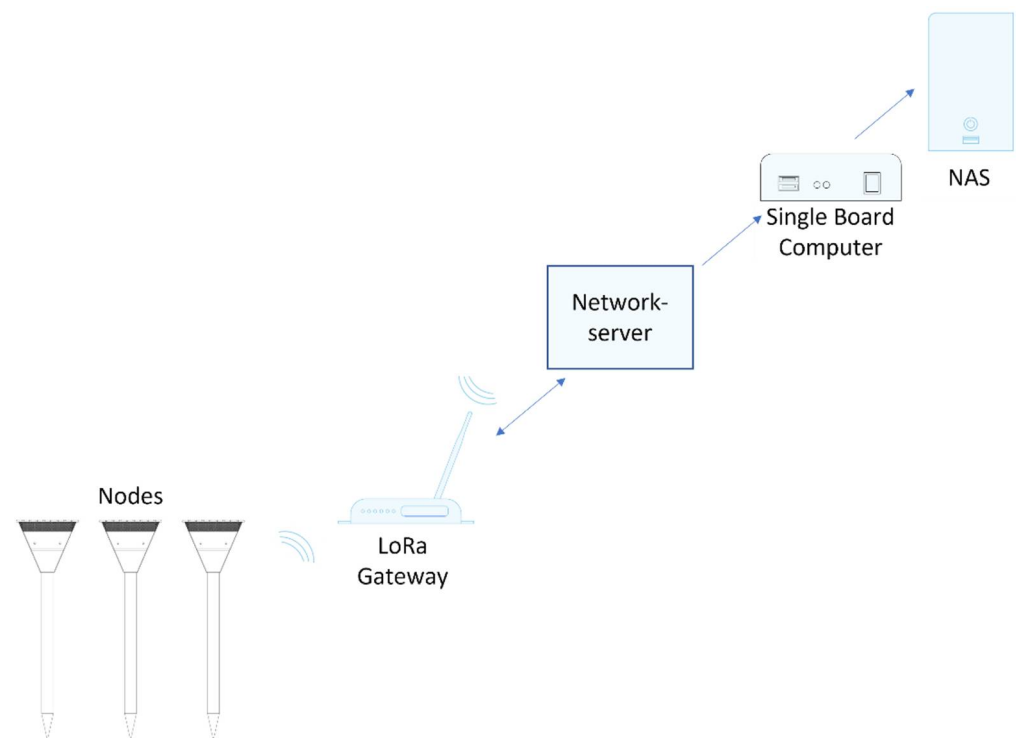 NAS
Single Board
Computer
Network-
server
Nodes
LoRa
Gateway